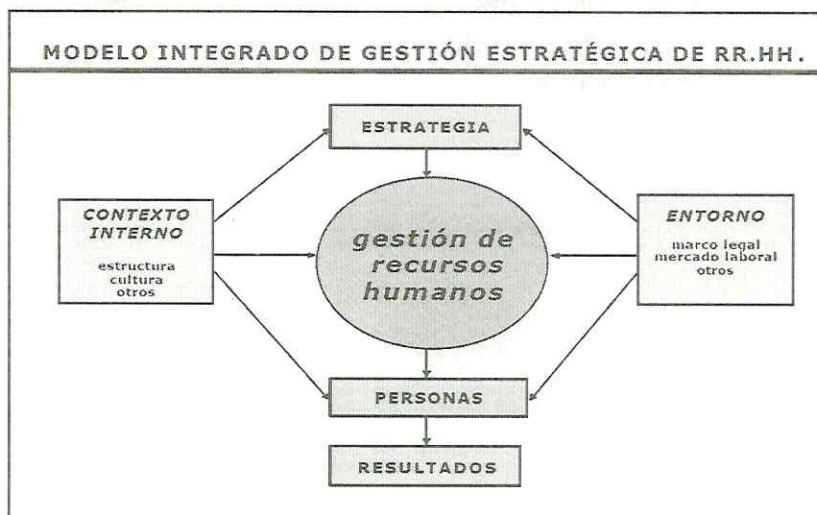 MODELO INTEGRADO DE GESTIÓN ESTRATÉGICA DE RR.HH.
ESTRATEGIA
CONTEXTO
INTERNO
estructura
cultura
otros
gestión de
recursos
humanos
ENTORNO
marco legal
mercado laboral
otros
PERSONAS
RESULTADOS